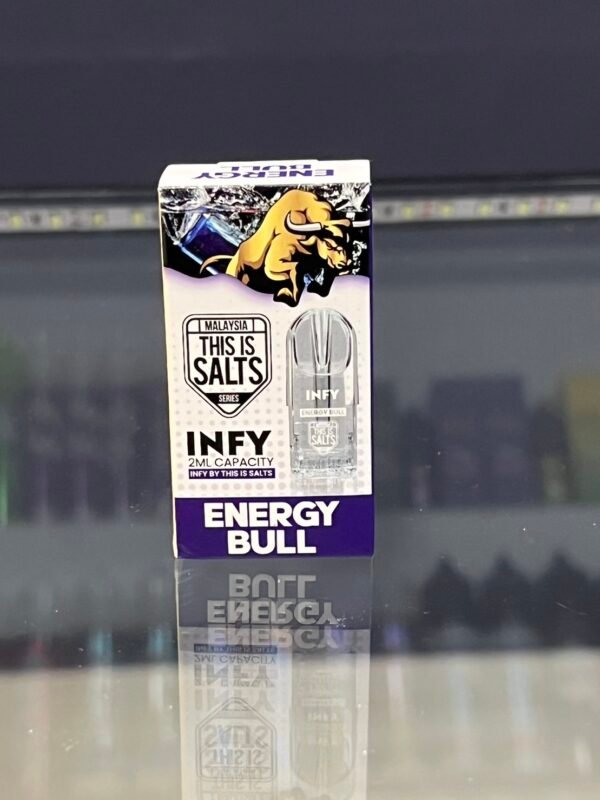 ENERGY
BULL
MALAYSIA
THIS IS
SALTS
SERIES
INFY
2ML CAPACITY
INFY BY THIS IS SALTS
INFY
ENERGY BULL
THIS IS
SALTS
ENERGY
BULL